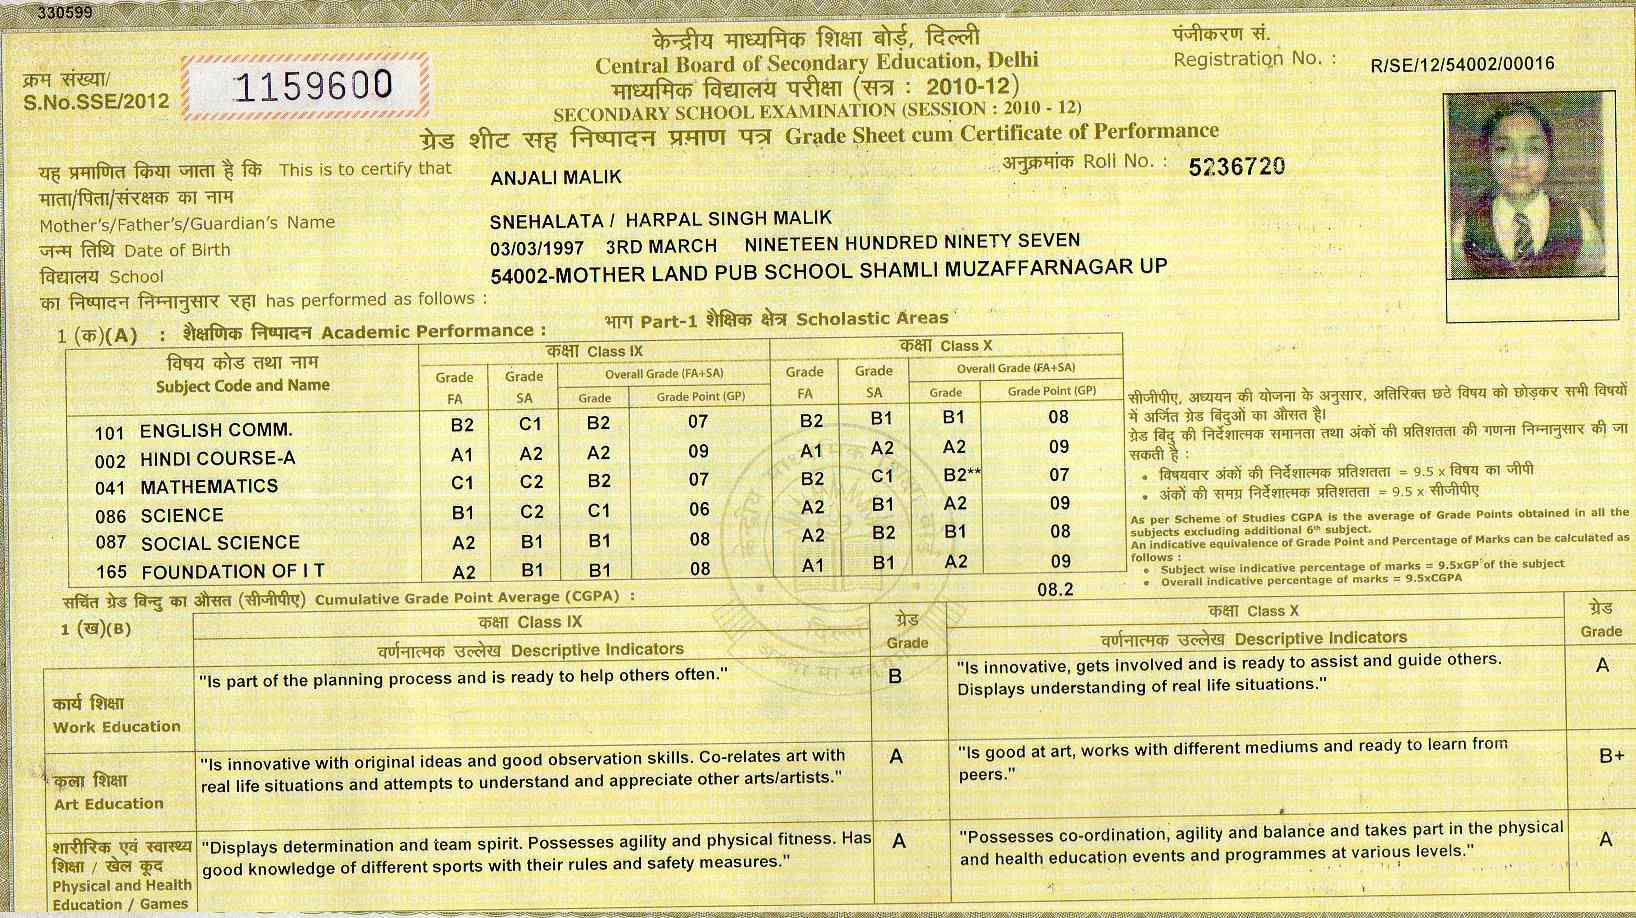 330599
केन्द्रीय माध्यमिक शिक्षा बोर्ड, दिल्ली
Central Board of Secondary Education, Delhi
पंजीकरण सं.
Registration No. : R/SE/12/54002/00016
क्रम संख्या/
S.No.SSE/2012 1159600
माध्यमिक विद्यालय परीक्षा (सत्र : 2010-12)
SECONDARY SCHOOL EXAMINATION (SESSION : 2010 - 12)
ग्रेड शीट सह निष्पादन प्रमाण पत्र Grade Sheet cum Certificate of Performance
यह प्रमाणित किया जाता है कि This is to certify that ANJALI MALIK
अनुक्रमांक Roll No. : 5236720
माता/पिता/संरक्षक का नाम
Mother's/Father's/Guardian's Name SNEHALATA / HARPAL SINGH MALIK
जन्म तिथि Date of Birth 03/03/1997 3RD MARCH NINETEEN HUNDRED NINETY SEVEN
विद्यालय School 54002-MOTHER LAND PUB SCHOOL SHAMLI MUZAFFARNAGAR UP
का निष्पादन निम्नानुसार रहा has performed as follows :
भाग Part-1 शैक्षिक क्षेत्र Scholastic Areas
1 (क)(A) : शैक्षणिक निष्पादन Academic Performance :
विषय कोड तथा नाम
Subject Code and Name
कक्षा Class IX
कक्षा Class X
Grade FA
Grade SA
Overall Grade (FA+SA)
Grade
Grade Point (GP)
Grade FA
Grade SA
Overall Grade (FA+SA)
Grade
Grade Point (GP)
101 ENGLISH COMM. B2 C1 B2 07 B2 B1 B1 08
002 HINDI COURSE-A A1 A2 A2 09 A1 A2 A2 09
041 MATHEMATICS C1 C2 B2 07 B2 C1 B2** 07
086 SCIENCE B1 C2 C1 06 A2 B1 A2 09
087 SOCIAL SCIENCE A2 B1 B1 08 A2 B2 B1 08
165 FOUNDATION OF I T A2 B1 B1 08 A1 B1 A2 09
सीजीपीए, अध्ययन की योजना के अनुसार, अतिरिक्त छठे विषय को छोड़कर सभी विषयों
में अर्जित ग्रेड बिंदुओं का औसत है।
ग्रेड बिंदु की निर्देशात्मक समानता तथा अंकों की प्रतिशतता की गणना निम्नानुसार की जा
सकती है :
• विषयवार अंकों की निर्देशात्मक प्रतिशतता = 9.5 x विषय का जीपी
• अंकों की समग्र निर्देशात्मक प्रतिशतता = 9.5 x सीजीपीए
As per Scheme of Studies CGPA is the average of Grade Points obtained in all the
subjects excluding additional 6th subject.
An indicative equivalence of Grade Point and Percentage of Marks can be calculated as
follows :
• Subject wise indicative percentage of marks = 9.5xGP of the subject
• Overall indicative percentage of marks = 9.5xCGPA
संचित ग्रेड बिन्दु का औसत (सीजीपीए) Cumulative Grade Point Average (CGPA) : 08.2
1 (ख)(B)
कक्षा Class IX
वर्णनात्मक उल्लेख Descriptive Indicators
ग्रेड
Grade
कक्षा Class X
वर्णनात्मक उल्लेख Descriptive Indicators
ग्रेड
Grade
कार्य शिक्षा
Work Education
"Is part of the planning process and is ready to help others often."
B
"Is innovative, gets involved and is ready to assist and guide others.
Displays understanding of real life situations."
A
कला शिक्षा
Art Education
"Is innovative with original ideas and good observation skills. Co-relates art with
real life situations and attempts to understand and appreciate other arts/artists."
A
"Is good at art, works with different mediums and ready to learn from
peers."
B+
शारीरिक एवं स्वास्थ्य
शिक्षा / खेल कूद
Physical and Health
Education / Games
"Displays determination and team spirit. Possesses agility and physical fitness. Has
good knowledge of different sports with their rules and safety measures."
A
"Possesses co-ordination, agility and balance and takes part in the physical
and health education events and programmes at various levels."
A